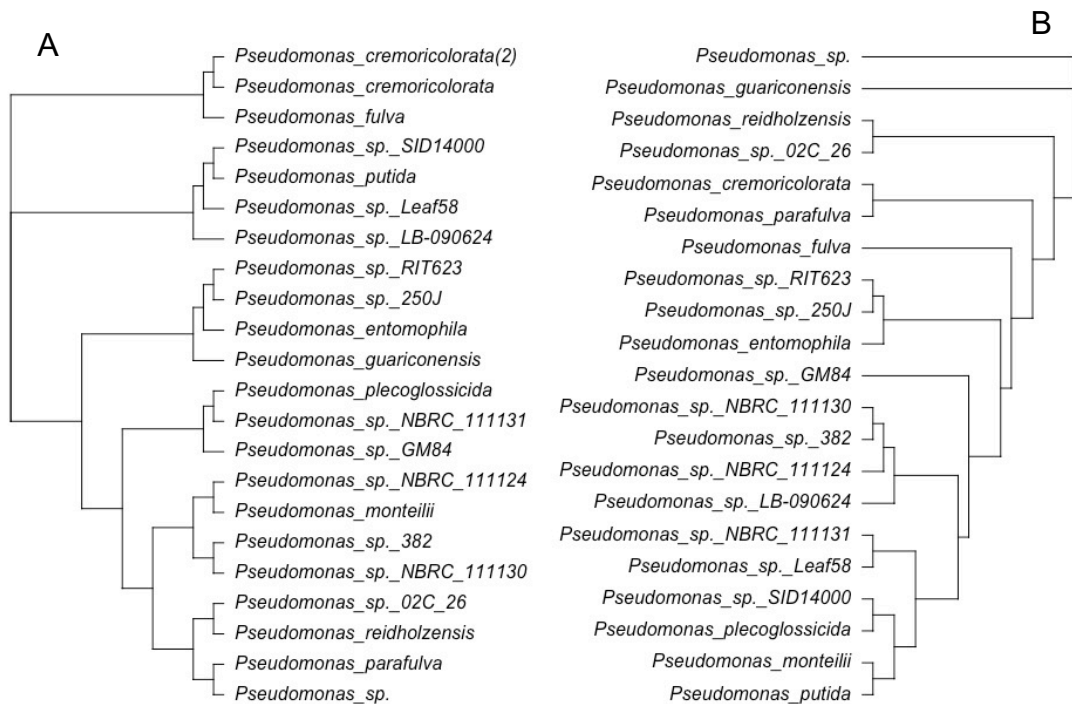 A
Pseudomonas_cremoricolorata(2)
Pseudomonas_cremoricolorata
Pseudomonas_fulva
Pseudomonas_sp._SID14000
Pseudomonas_putida
Pseudomonas_sp._Leaf58
Pseudomonas_sp._LB-090624
Pseudomonas_sp._RIT623
Pseudomonas_sp._250J
Pseudomonas_entomophila
Pseudomonas_guariconensis
Pseudomonas_plecoglossicida
Pseudomonas_sp._NBRC_111131
Pseudomonas_sp._GM84
Pseudomonas_sp._NBRC_111124
Pseudomonas_monteilii
Pseudomonas_sp._382
Pseudomonas_sp._NBRC_111130
Pseudomonas_sp._02C_26
Pseudomonas_reidholzensis
Pseudomonas_parafulva
Pseudomonas_sp.
B
Pseudomonas_sp.
Pseudomonas_guariconensis
Pseudomonas_reidholzensis
Pseudomonas_sp._02C_26
Pseudomonas_cremoricolorata
Pseudomonas_parafulva
Pseudomonas_fulva
Pseudomonas_sp._RIT623
Pseudomonas_sp._250J
Pseudomonas_entomophila
Pseudomonas_sp._GM84
Pseudomonas_sp._NBRC_111130
Pseudomonas_sp._382
Pseudomonas_sp._NBRC_111124
Pseudomonas_sp._LB-090624
Pseudomonas_sp._NBRC_111131
Pseudomonas_sp._Leaf58
Pseudomonas_sp._SID14000
Pseudomonas_plecoglossicida
Pseudomonas_monteilii
Pseudomonas_putida